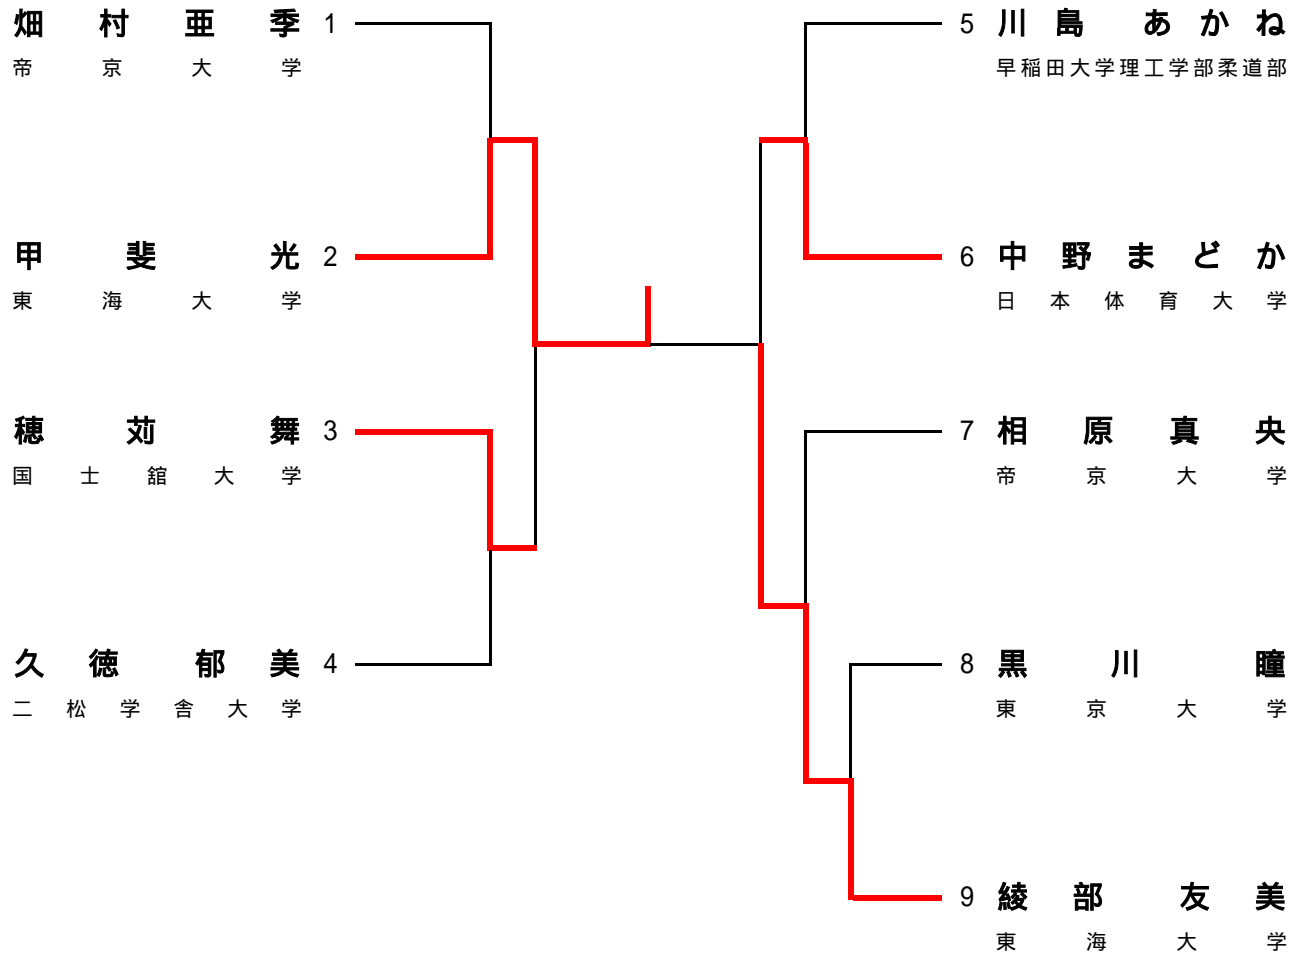 畑村亜季 1
帝京大学
甲斐光 2
東海大学
穂苅舞 3
国士舘大学
久徳郁美 4
二松学舎大学
5 川島あかね
早稲田大学理工学部柔道部
6 中野まどか
日本体育大学
7 相原真央
帝京大学
8 黒川瞳
東京大学
9 綾部友美
東海大学